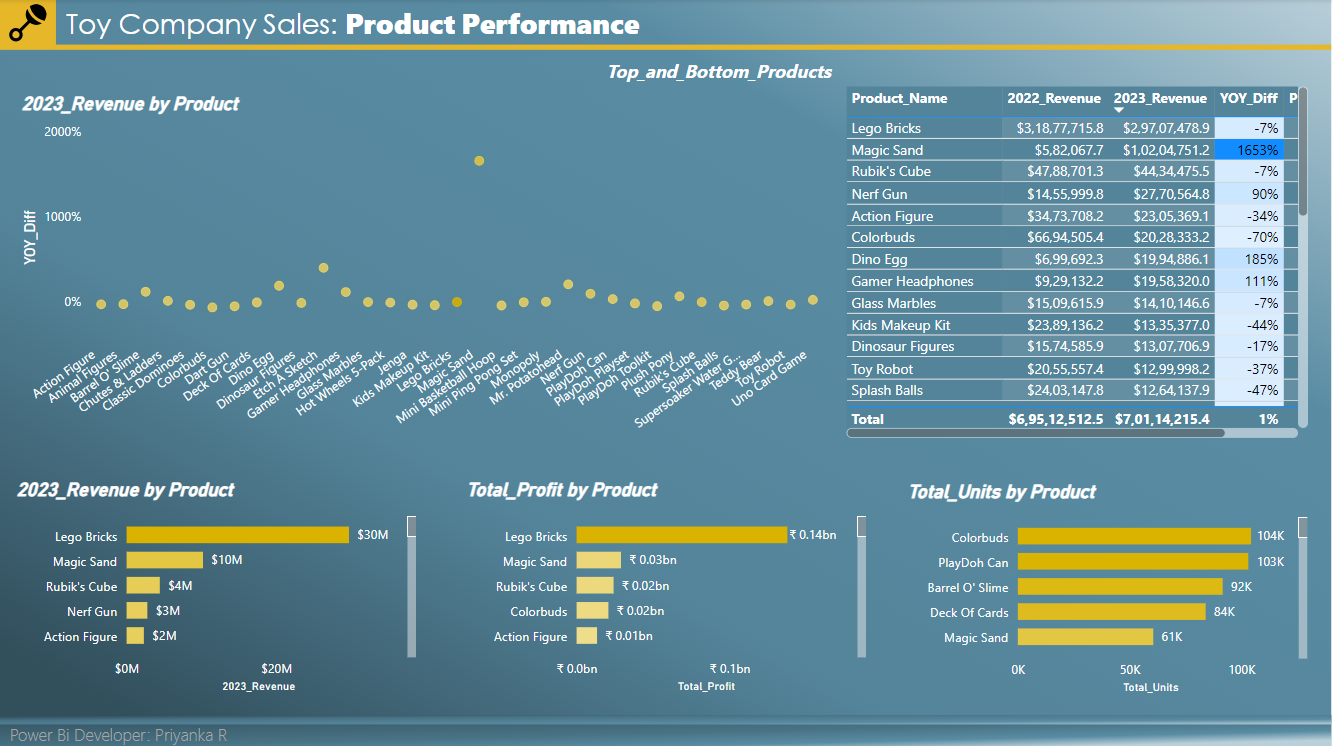 Toy Company Sales: Product Performance
Top_and_Bottom_Products
2023_Revenue by Product
2000%
1000%
0%
YOY_Diff
Action Figure
Animal Figures
Barrel O' Slime
Chutes & Ladders
Classic Dominoes
Colorbuds
Dart Gun
Deck Of Cards
Dino Egg
Dinosaur Figures
Etch A Sketch
Gamer Headphones
Glass Marbles
Hot Wheels 5-Pack
Jenga
Kids Makeup Kit
Lego Bricks
Magic Sand
Mini Basketball Hoop
Mini Ping Pong Set
Monopoly
Mr. Potatohead
Nerf Gun
PlayDoh Can
PlayDoh Playset
PlayDoh Toolkit
Plush Pony
Rubik's Cube
Splash Balls
Supersoaker Water G...
Teddy Bear
Toy Robot
Uno Card Game
Product_Name 2022_Revenue 2023_Revenue YOY_Diff P
Lego Bricks $3,18,77,715.8 $2,97,07,478.9 -7%
Magic Sand $5,82,067.7 $1,02,04,751.2 1653%
Rubik's Cube $47,88,701.3 $44,34,475.5 -7%
Nerf Gun $14,55,999.8 $27,70,564.8 90%
Action Figure $34,73,708.2 $23,05,369.1 -34%
Colorbuds $66,94,505.4 $20,28,333.2 -70%
Dino Egg $6,99,692.3 $19,94,886.1 185%
Gamer Headphones $9,29,132.2 $19,58,320.0 111%
Glass Marbles $15,09,615.9 $14,10,146.6 -7%
Kids Makeup Kit $23,89,136.2 $13,35,377.0 -44%
Dinosaur Figures $15,74,585.9 $13,07,706.9 -17%
Toy Robot $20,55,557.4 $12,99,998.2 -37%
Splash Balls $24,03,147.8 $12,64,137.9 -47%
Total $6,95,12,512.5 $7,01,14,215.4 1%
2023_Revenue by Product
Lego Bricks $30M
Magic Sand $10M
Rubik's Cube $4M
Nerf Gun $3M
Action Figure $2M
$0M $20M
2023_Revenue
Total_Profit by Product
Lego Bricks ₹ 0.14bn
Magic Sand ₹ 0.03bn
Rubik's Cube ₹ 0.02bn
Colorbuds ₹ 0.02bn
Action Figure ₹ 0.01bn
₹ 0.0bn ₹ 0.1bn
Total_Profit
Total_Units by Product
Colorbuds 104K
PlayDoh Can 103K
Barrel O' Slime 92K
Deck Of Cards 84K
Magic Sand 61K
0K 50K 100K
Total_Units
Power Bi Developer: Priyanka R